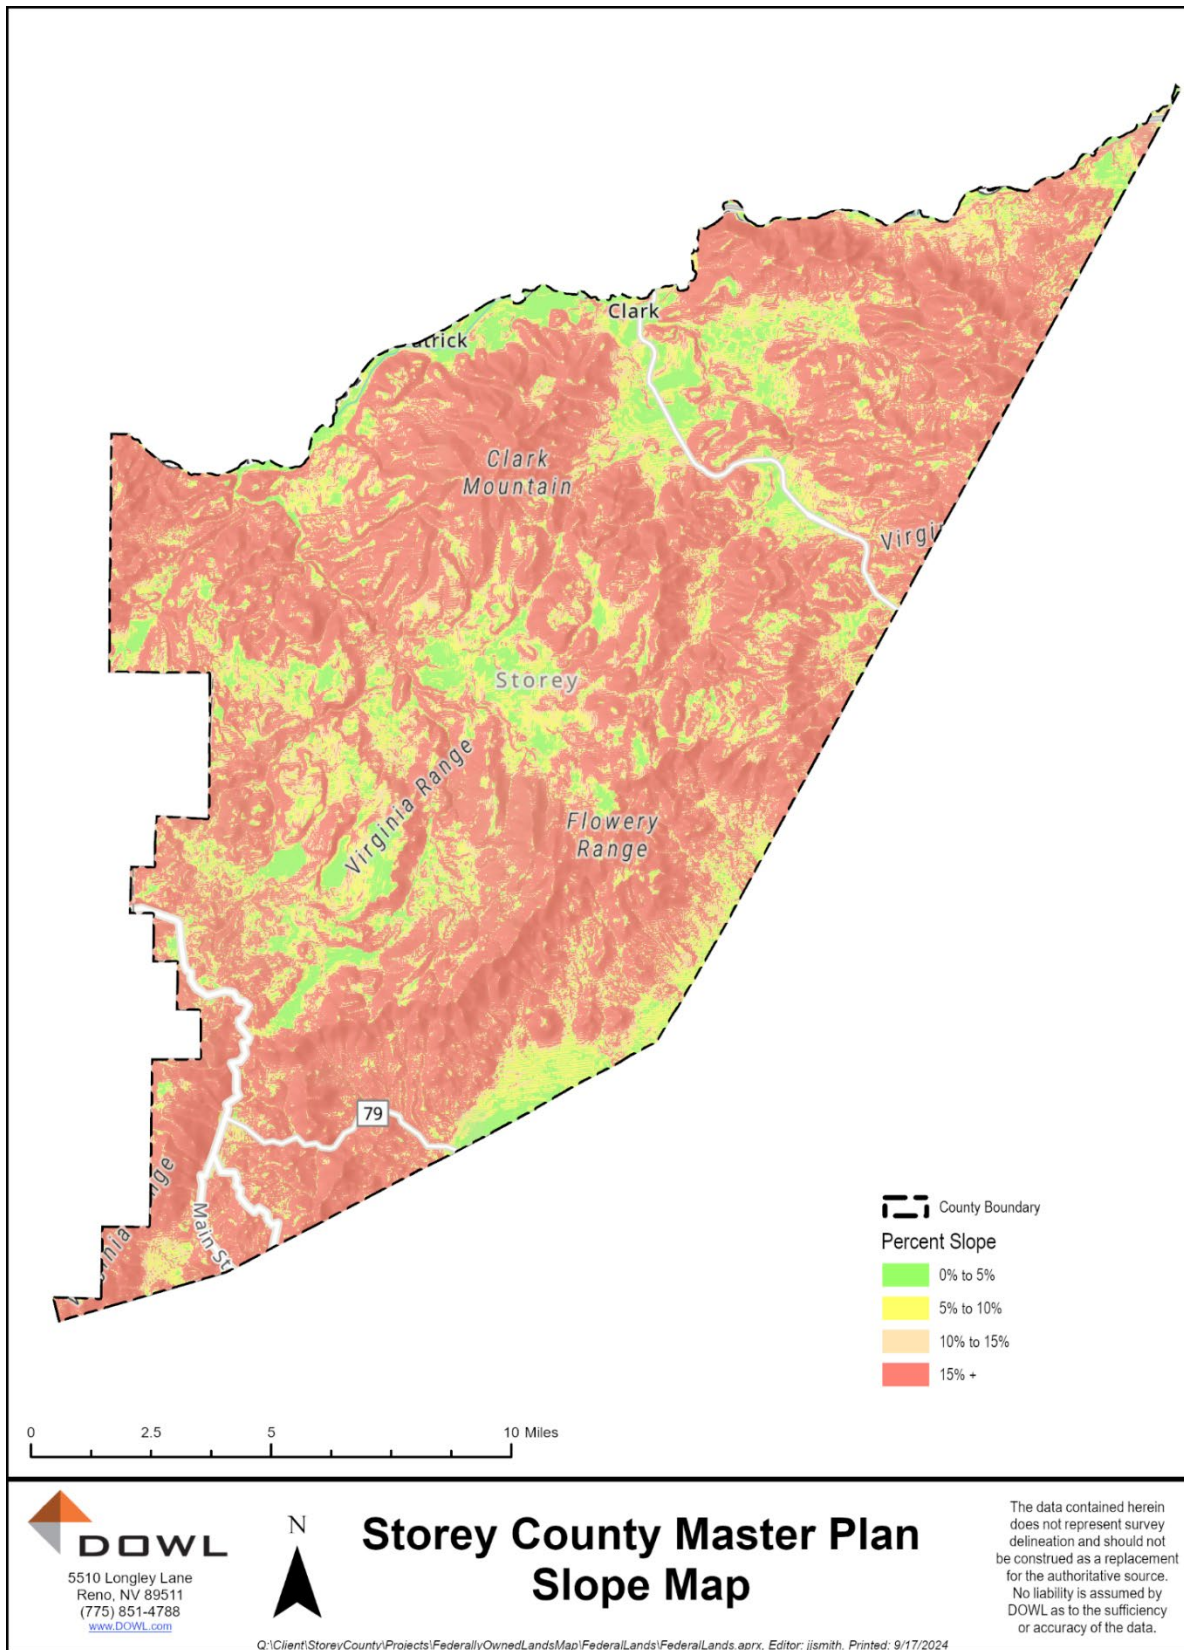 Clark
atrick
Clark
Mountain
Virgi
Storey
Virginia Range
Flowery
Range
79
Main St
nge
inia
County Boundary
Percent Slope
0% to 5%
5% to 10%
10% to 15%
15% +
0 2.5 5 10 Miles
DOWL
5510 Longley Lane
Reno, NV 89511
(775) 851-4788
www.DOWL.com
N
Storey County Master Plan
Slope Map
The data contained herein
does not represent survey
delineation and should not
be construed as a replacement
for the authoritative source.
No liability is assumed by
DOWL as to the sufficiency
or accuracy of the data.
Q:\Client\StoreyCounty\Projects\FederallyOwnedLandsMap\FederalLands\FederalLands.aprx, Editor: jjsmith, Printed: 9/17/2024